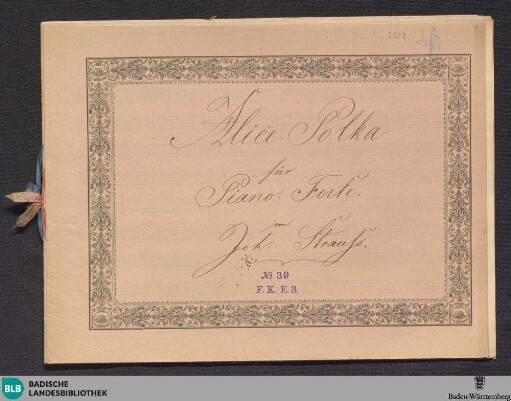 Alice Polka
für
Piano Forte.
von
Joh. Strauſs.
№ 39
F. K. E 3.
BLB
BADISCHE
LANDESBIBLIOTHEK
Baden-Württemberg